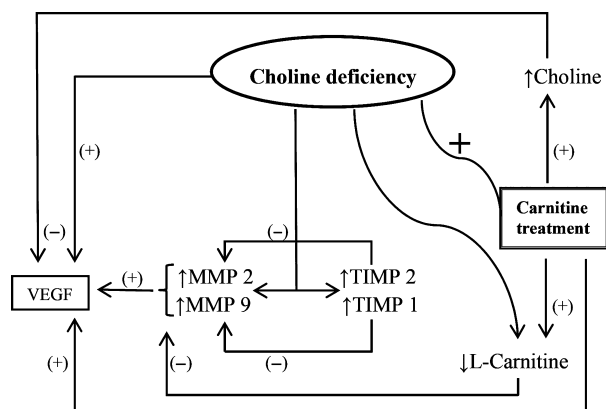 Choline deficiency
↑Choline
(+)
+
(+)
Carnitine
treatment
(−)
(−)
VEGF
(+)
↑MMP 2
↑MMP 9
↑TIMP 2
↑TIMP 1
(+)
(+)
(−)
(−)
↓L-Carnitine